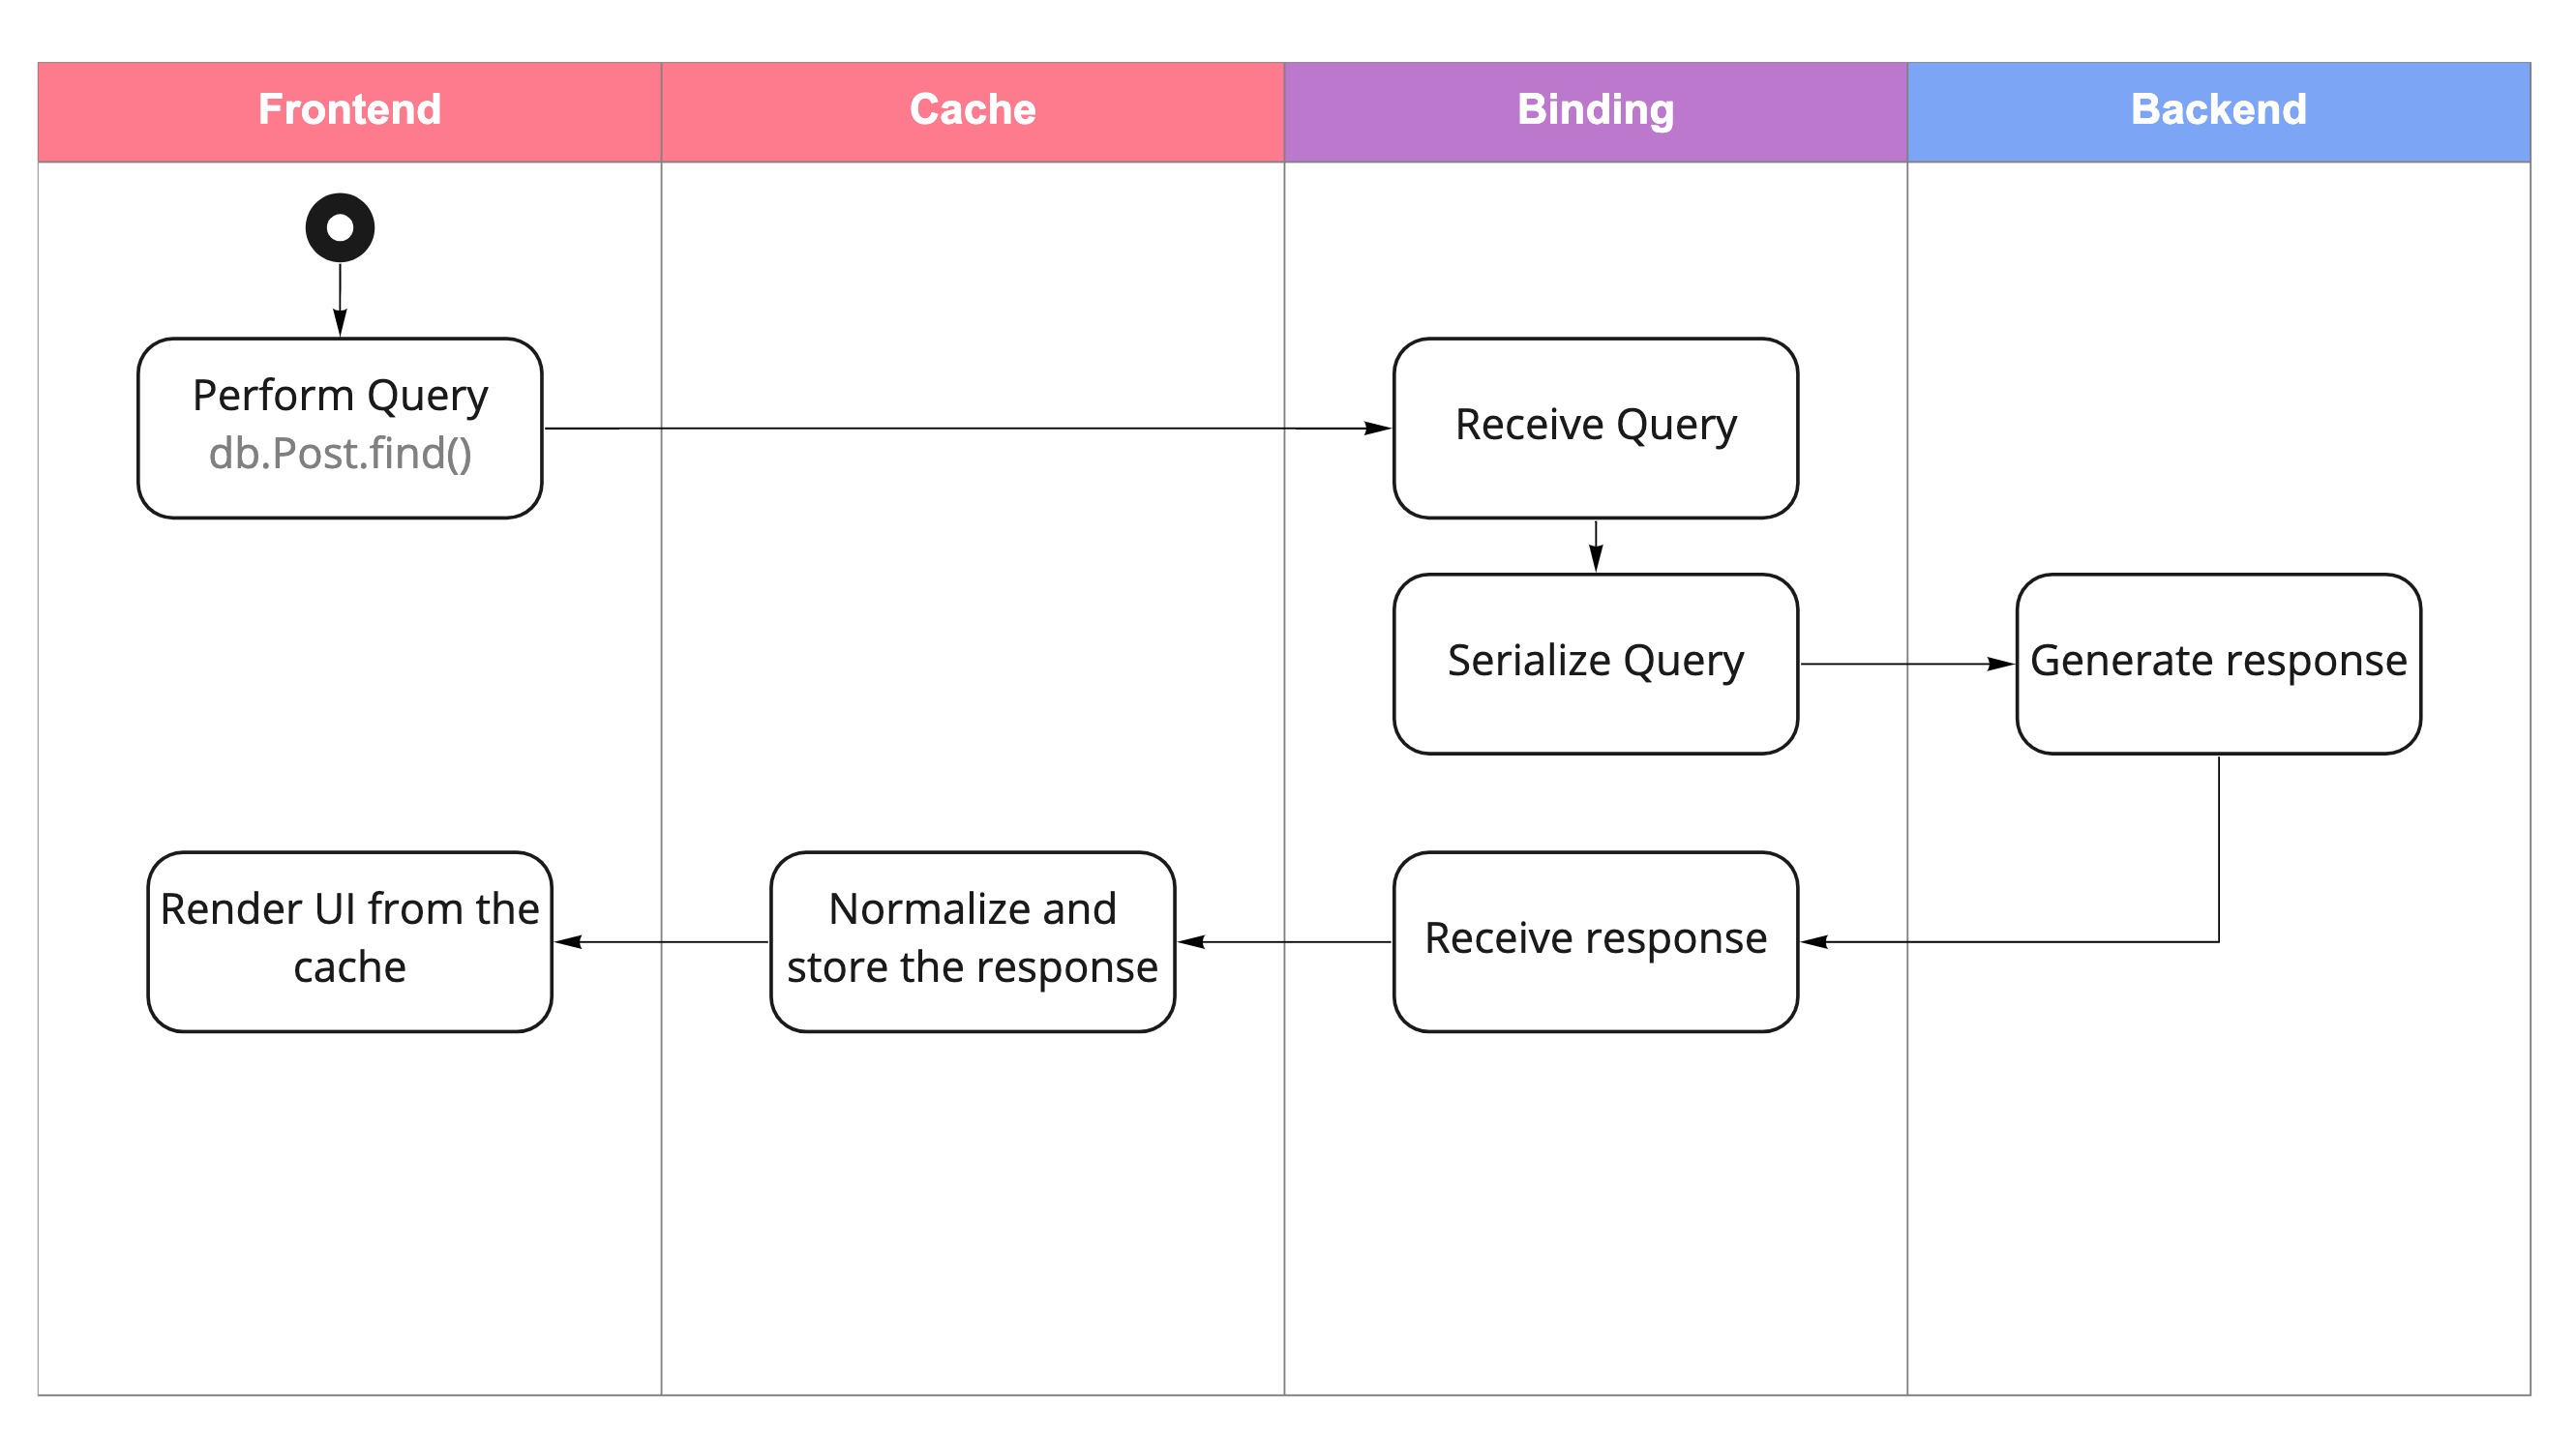 Frontend
Cache
Binding
Backend
Perform Query
db.Post.find()
Receive Query
Serialize Query
Generate response
Render UI from the
cache
Normalize and
store the response
Receive response